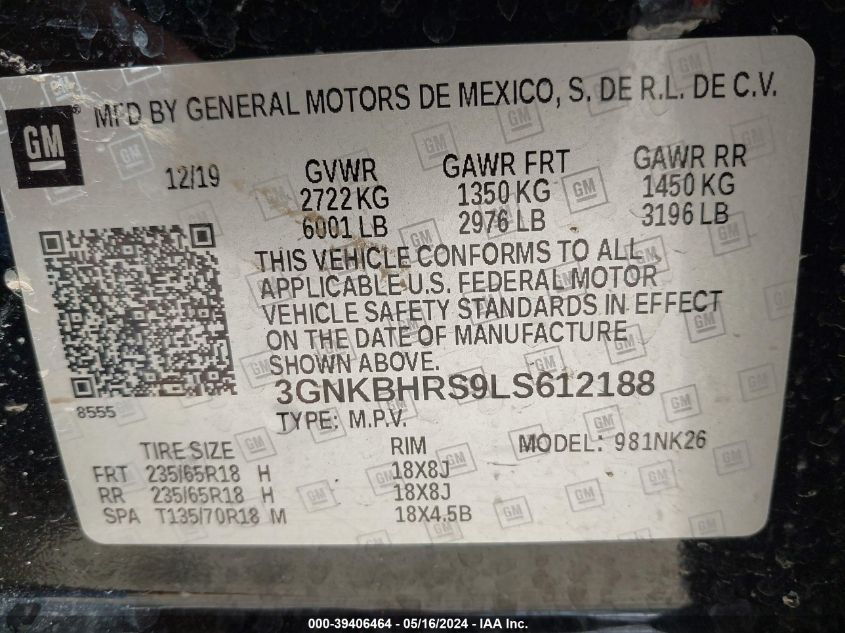 MFD BY GENERAL MOTORS DE MEXICO, S. DE R.L. DE C.V.
GM
12/19 GVWR GAWR FRT GAWR RR
2722 KG 1350 KG 1450 KG
6001 LB 2976 LB 3196 LB
THIS VEHICLE CONFORMS TO ALL
APPLICABLE U.S. FEDERAL MOTOR
VEHICLE SAFETY STANDARDS IN EFFECT
ON THE DATE OF MANUFACTURE
SHOWN ABOVE.
3GNKBHRS9LS612188
8555
TYPE: M.P.V.
TIRE SIZE RIM MODEL: 981NK26
FRT 235/65R18 H 18X8J
RR 235/65R18 H 18X8J
SPA T135/70R18 M 18X4.5B
000-39406464 - 05/16/2024 - IAA Inc.